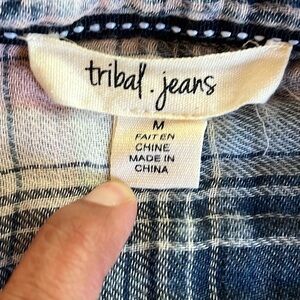 tribal.jeans
M
FAIT EN
CHINE
MADE IN
CHINA